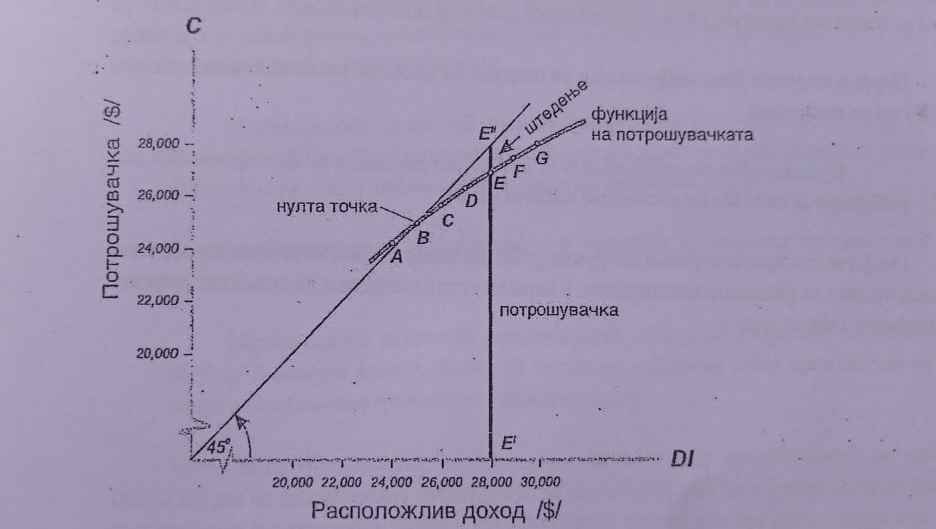 C
Потрошувачка /$/
28,000
26,000
24,000
22,000
20,000
E"
штедење
функција
на потрошувачката
нулта точка
A
B
C
D
E
F
G
потрошувачка
E'
45°
DI
20,000 22,000 24,000 26,000 28,000 30,000
Расположлив доход /$/